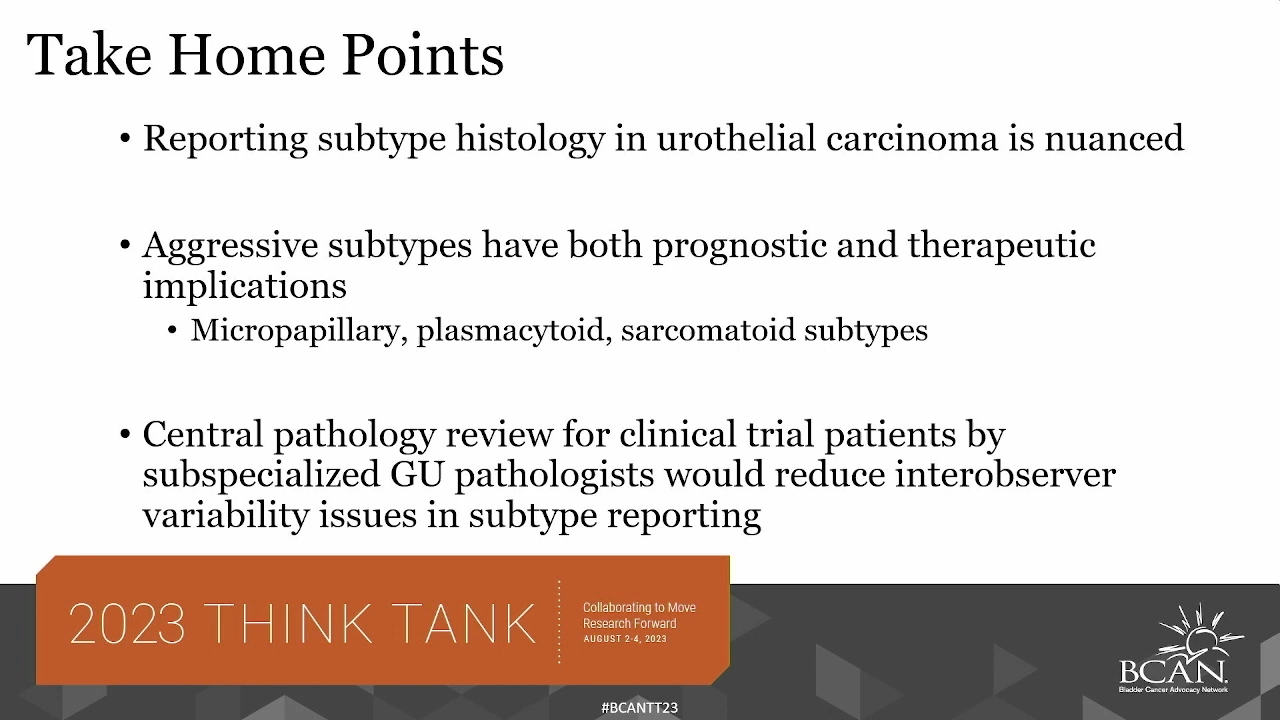 Take Home Points
• Reporting subtype histology in urothelial carcinoma is nuanced
• Aggressive subtypes have both prognostic and therapeutic
implications
• Micropapillary, plasmacytoid, sarcomatoid subtypes
• Central pathology review for clinical trial patients by
subspecialized GU pathologists would reduce interobserver
variability issues in subtype reporting
2023 THINK TANK
Collaborating to Move
Research Forward
AUGUST 2-4, 2023
BCAN.
Bladder Cancer Advocacy Network
#BCANTT23